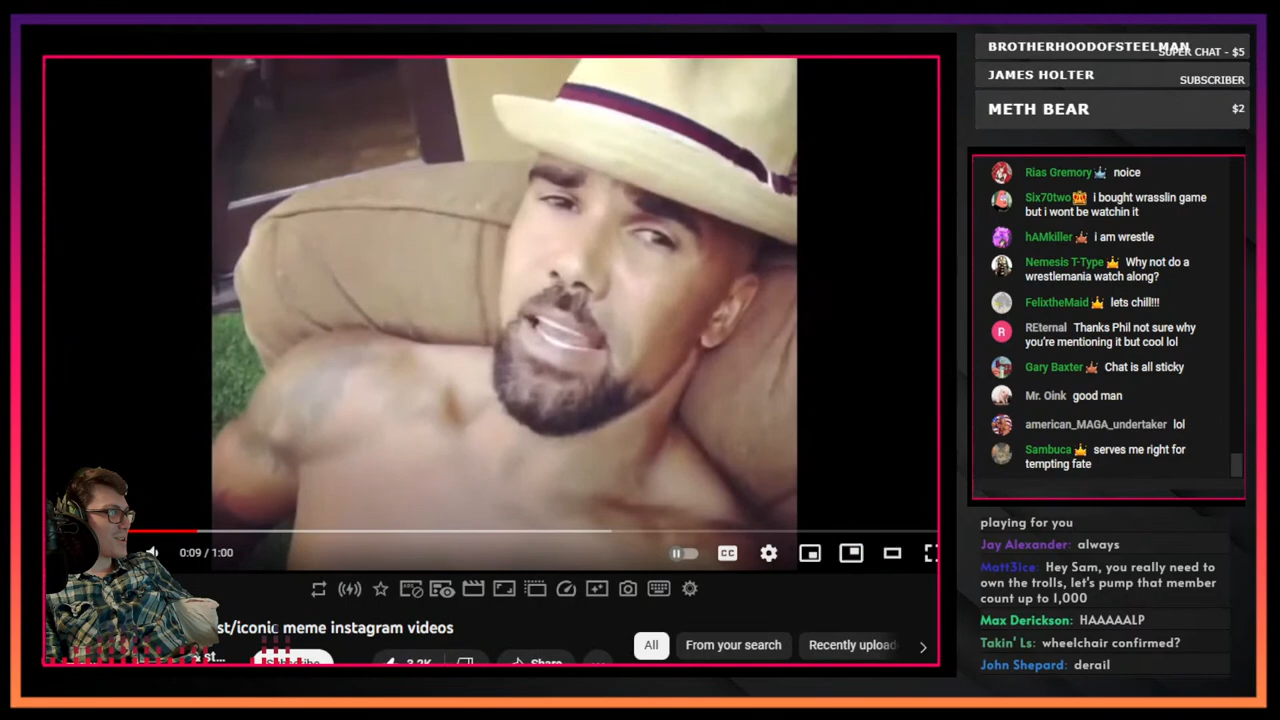 BROTHERHOODOFSTEELMAN
SUPER CHAT - $5
JAMES HOLTER
SUBSCRIBER
METH BEAR
$2
Rias Gremory noice
Six70two i bought wrasslin game
but i wont be watchin it
hAMkiller i am wrestle
Nemesis T-Type Why not do a
wrestlemania watch along?
FelixtheMaid lets chill!!!
R REternal Thanks Phil not sure why
you're mentioning it but cool lol
Gary Baxter Chat is all sticky
Mr. Oink good man
american_MAGA_undertaker lol
Sambuca serves me right for
tempting fate
playing for you
Jay Alexander: always
Matt3Ice: Hey Sam, you really need to
own the trolls, let's pump that member
count up to 1,000
Max Derickson: HAAAAALP
Takin' Ls: wheelchair confirmed?
John Shepard: derail
0:09 / 1:00
CC
st/iconic meme instagram videos
Subscribe
3.2K
Share
All
From your search
Recently upload